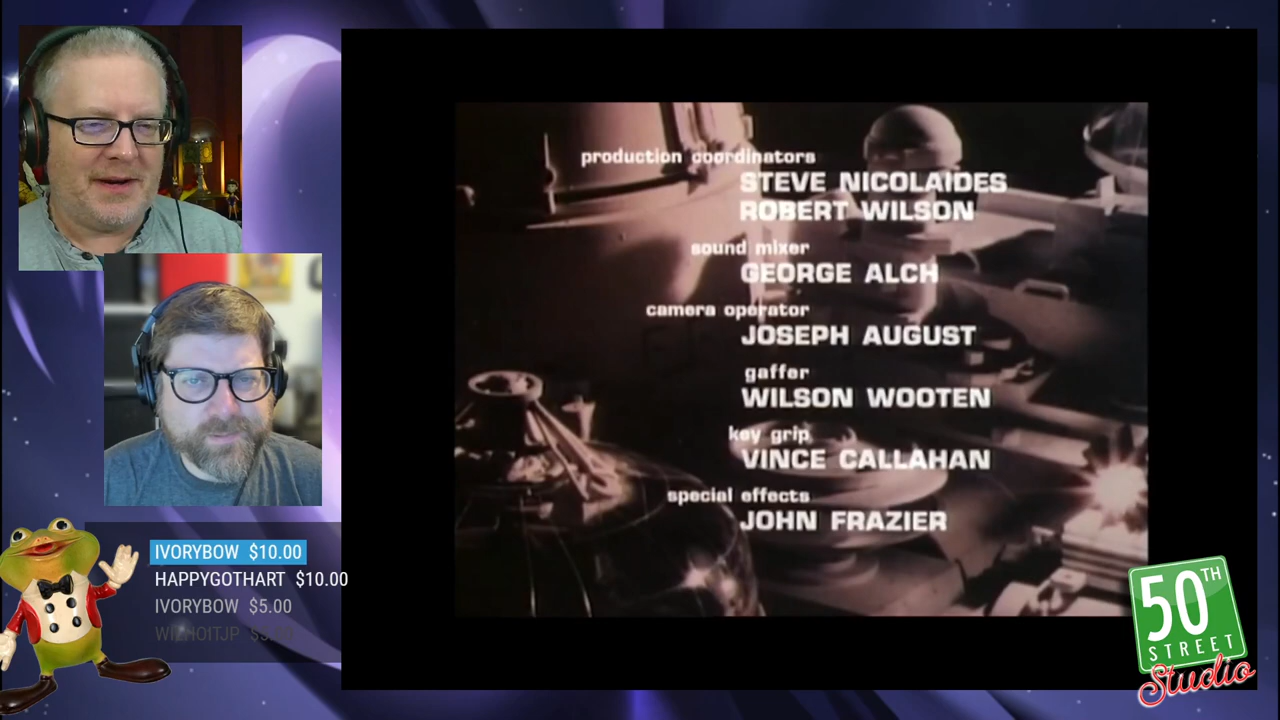 production coordinators
STEVE NICOLAIDES
ROBERT WILSON
sound mixer
GEORGE ALCH
camera operator
JOSEPH AUGUST
gaffer
WILSON WOOTEN
key grip
VINCE CALLAHAN
special effects
JOHN FRAZIER
IVORYBOW $10.00
HAPPYGOTHART $10.00
IVORYBOW $5.00
50TH
STREET
Studio